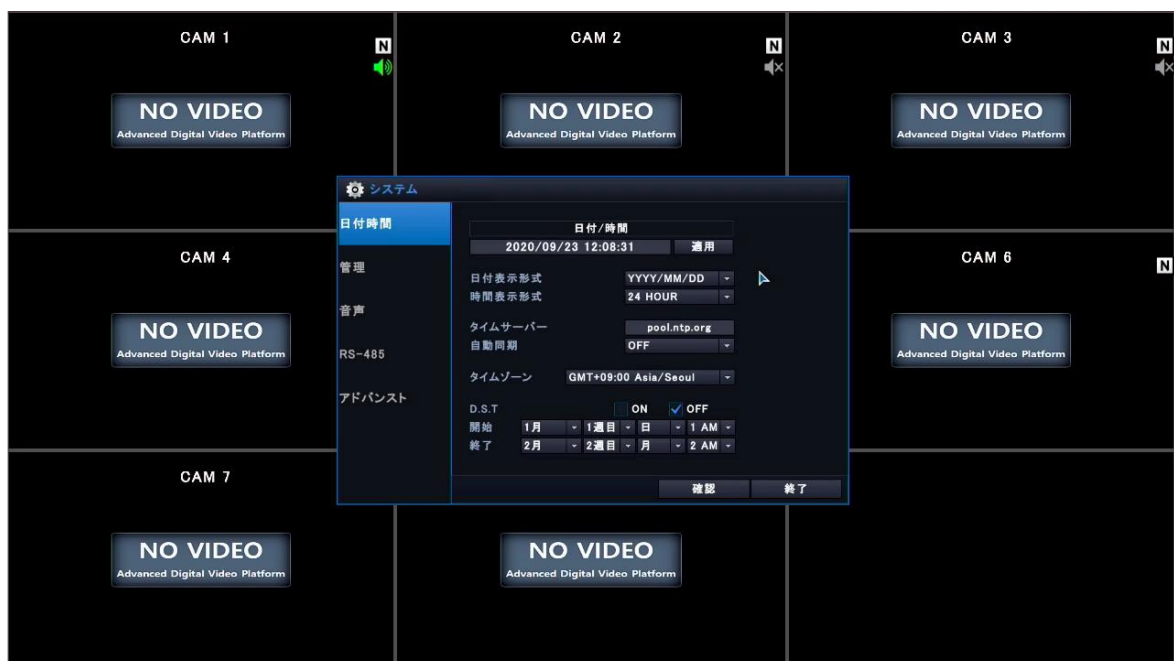 CAM 1
N
CAM 2
N
CAM 3
N
NO VIDEO
Advanced Digital Video Platform
NO VIDEO
Advanced Digital Video Platform
NO VIDEO
Advanced Digital Video Platform
システム
日付時間
管理
音声
RS-485
アドバンスト
日付/時間
2020/09/23 12:08:31 適用
日付表示形式 YYYY/MM/DD
時間表示形式 24 HOUR
タイムサーバー pool.ntp.org
自動同期 OFF
タイムゾーン GMT+09:00 Asia/Seoul
D.S.T ON OFF
開始 1月 1週目 日 1 AM
終了 2月 2週目 月 2 AM
確認 終了
CAM 4
CAM 6
N
NO VIDEO
Advanced Digital Video Platform
NO VIDEO
Advanced Digital Video Platform
CAM 7
NO VIDEO
Advanced Digital Video Platform
NO VIDEO
Advanced Digital Video Platform